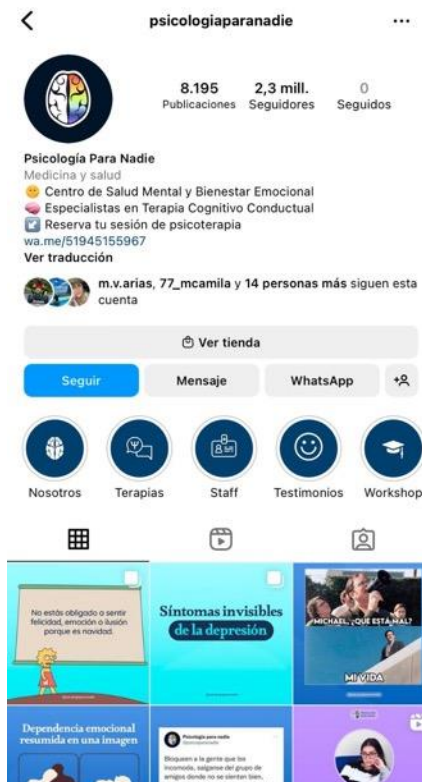 psicologiaparanadie
8.195
2,3 mill.
0
Publicaciones
Seguidores
Seguidos
Psicología Para Nadie
Medicina y salud
Centro de Salud Mental y Bienestar Emocional
Especialistas en Terapia Cognitivo Conductual
Reserva tu sesión de psicoterapia
wa.me/51945155967
Ver traducción
m.v.arias, 77_mcamila y 14 personas más siguen esta
cuenta
Ver tienda
Seguir
Mensaje
WhatsApp
Nosotros
Terapias
Staff
Testimonios
Workshop
No estás obligado a sentir
felicidad, emoción o ilusión
porque es navidad.
Síntomas invisibles
de la depresión
MICHAEL, ¿QUÉ ESTÁ MAL?
MI VIDA
Dependencia emocional
resumida en una imagen
Psicología para nadie
Bloqueen a la gente que los
incomoda, salganse del grupo de
amigos donde no se sientan bien,